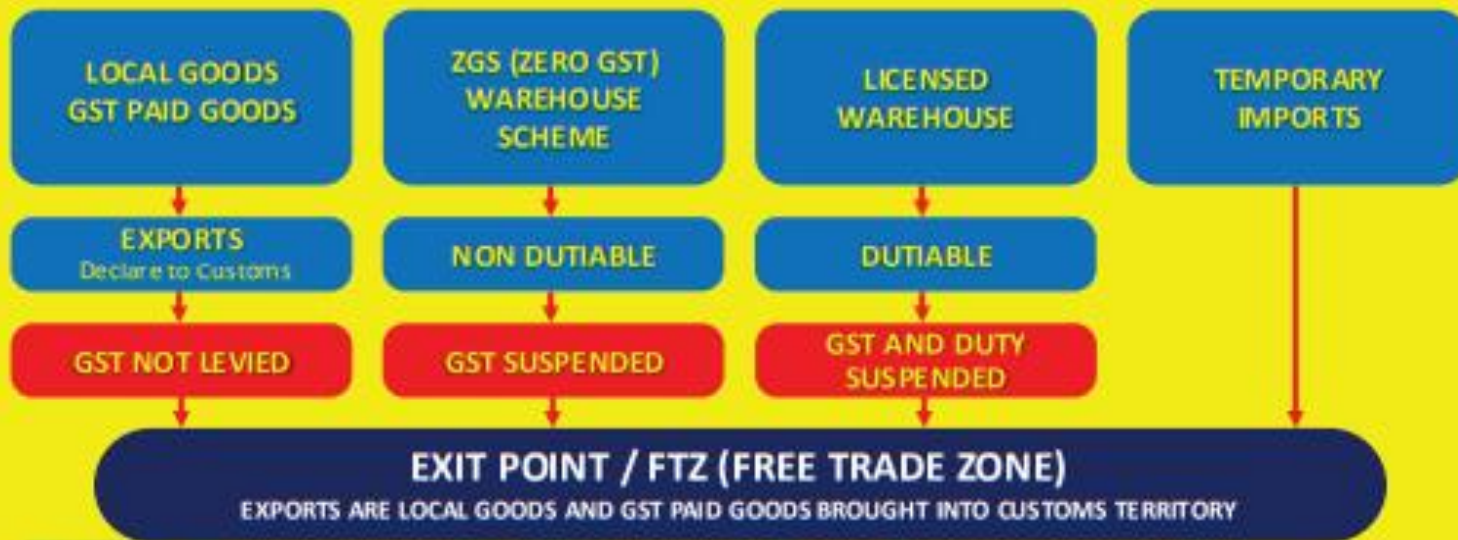 LOCAL GOODS
GST PAID GOODS
ZGS (ZERO GST)
WAREHOUSE
SCHEME
LICENSED
WAREHOUSE
TEMPORARY
IMPORTS
EXPORTS
Declare to Customs
NON DUTIABLE
DUTIABLE
GST NOT LEVIED
GST SUSPENDED
GST AND DUTY
SUSPENDED
EXIT POINT / FTZ (FREE TRADE ZONE)
EXPORTS ARE LOCAL GOODS AND GST PAID GOODS BROUGHT INTO CUSTOMS TERRITORY